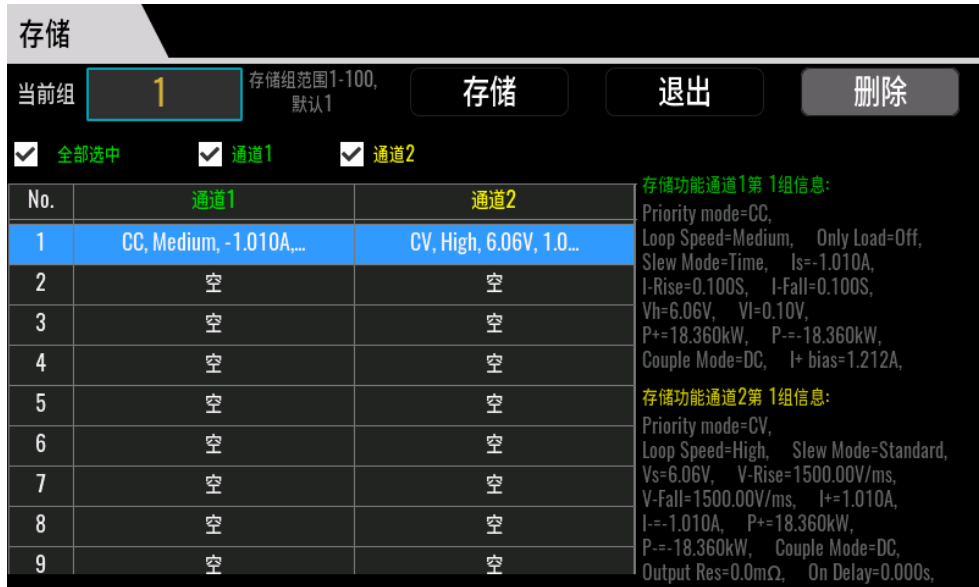 存储
当前组 1 存储组范围1-100, 存储 退出 删除
默认1
全部选中 通道1 通道2
No. 通道1 通道2
1 CC, Medium, -1.010A,... CV, High, 6.06V, 1.0...
2 空 空
3 空 空
4 空 空
5 空 空
6 空 空
7 空 空
8 空 空
9 空 空
存储功能通道1第 1组信息:
Priority mode=CC,
Loop Speed=Medium, Only Load=Off,
Slew Mode=Time, Is=-1.010A,
I-Rise=0.100S, I-Fall=0.100S,
Vh=6.06V, Vl=0.10V,
P+=18.360kW, P-=-18.360kW,
Couple Mode=DC, I+ bias=1.212A,
存储功能通道2第 1组信息:
Priority mode=CV,
Loop Speed=High, Slew Mode=Standard,
Vs=6.06V, V-Rise=1500.00V/ms,
V-Fall=1500.00V/ms, I+=1.010A,
I-=-1.010A, P+=18.360kW,
P-=-18.360kW, Couple Mode=DC,
Output Res=0.0mΩ, On Delay=0.000s,